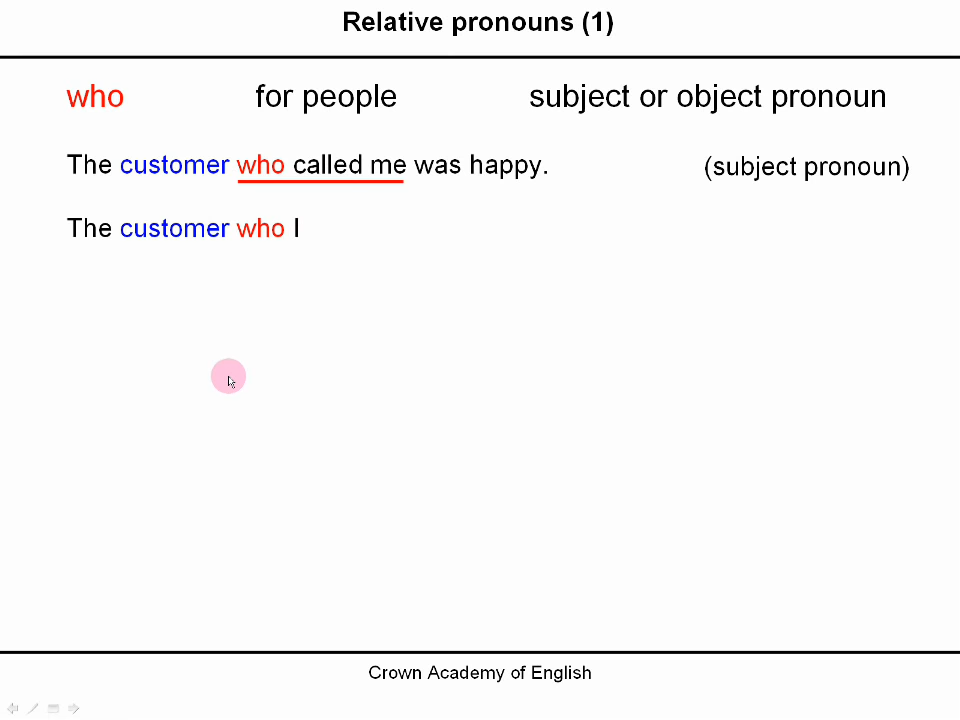 Relative pronouns (1)
who for people subject or object pronoun
The customer who called me was happy. (subject pronoun)
The customer who I
Crown Academy of English